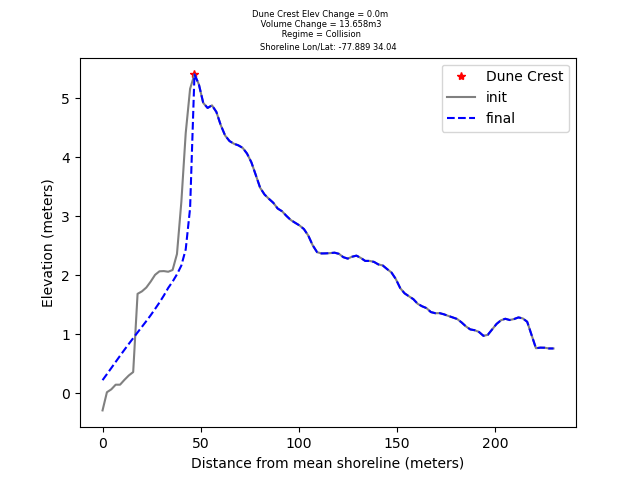 Dune Crest Elev Change = 0.0m
Volume Change = 13.658m3
Regime = Collision
Shoreline Lon/Lat: -77.889 34.04
Dune Crest
init
final
5
4
3
2
1
0
Elevation (meters)
0 50 100 150 200
Distance from mean shoreline (meters)